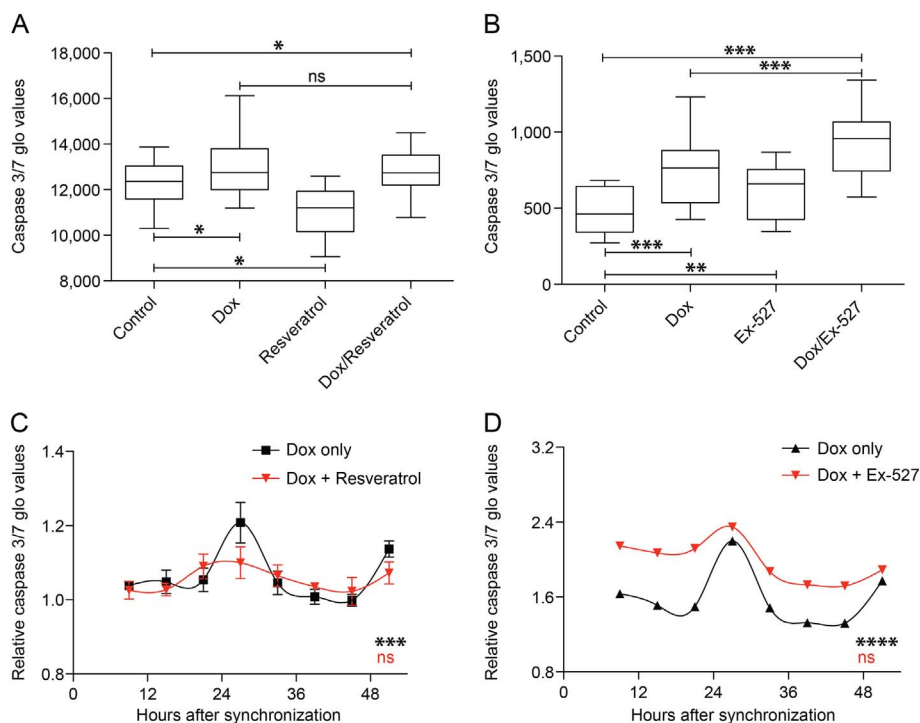 A
Caspase 3/7 glo values
18,000
16,000
14,000
12,000
10,000
8,000
*
ns
*
*
Control
Dox
Resveratrol
Dox/Resveratrol
B
Caspase 3/7 glo values
1,500
1,000
500
0
***
***
***
**
Control
Dox
Ex-527
Dox/Ex-527
C
Relative caspase 3/7 glo values
1.4
1.2
1.0
0.8
Dox only
Dox + Resveratrol
***
ns
0 12 24 36 48
Hours after synchronization
D
Relative caspase 3/7 glo values
3.2
2.4
1.6
0.8
Dox only
Dox + Ex-527
****
ns
0 12 24 36 48
Hours after synchronization